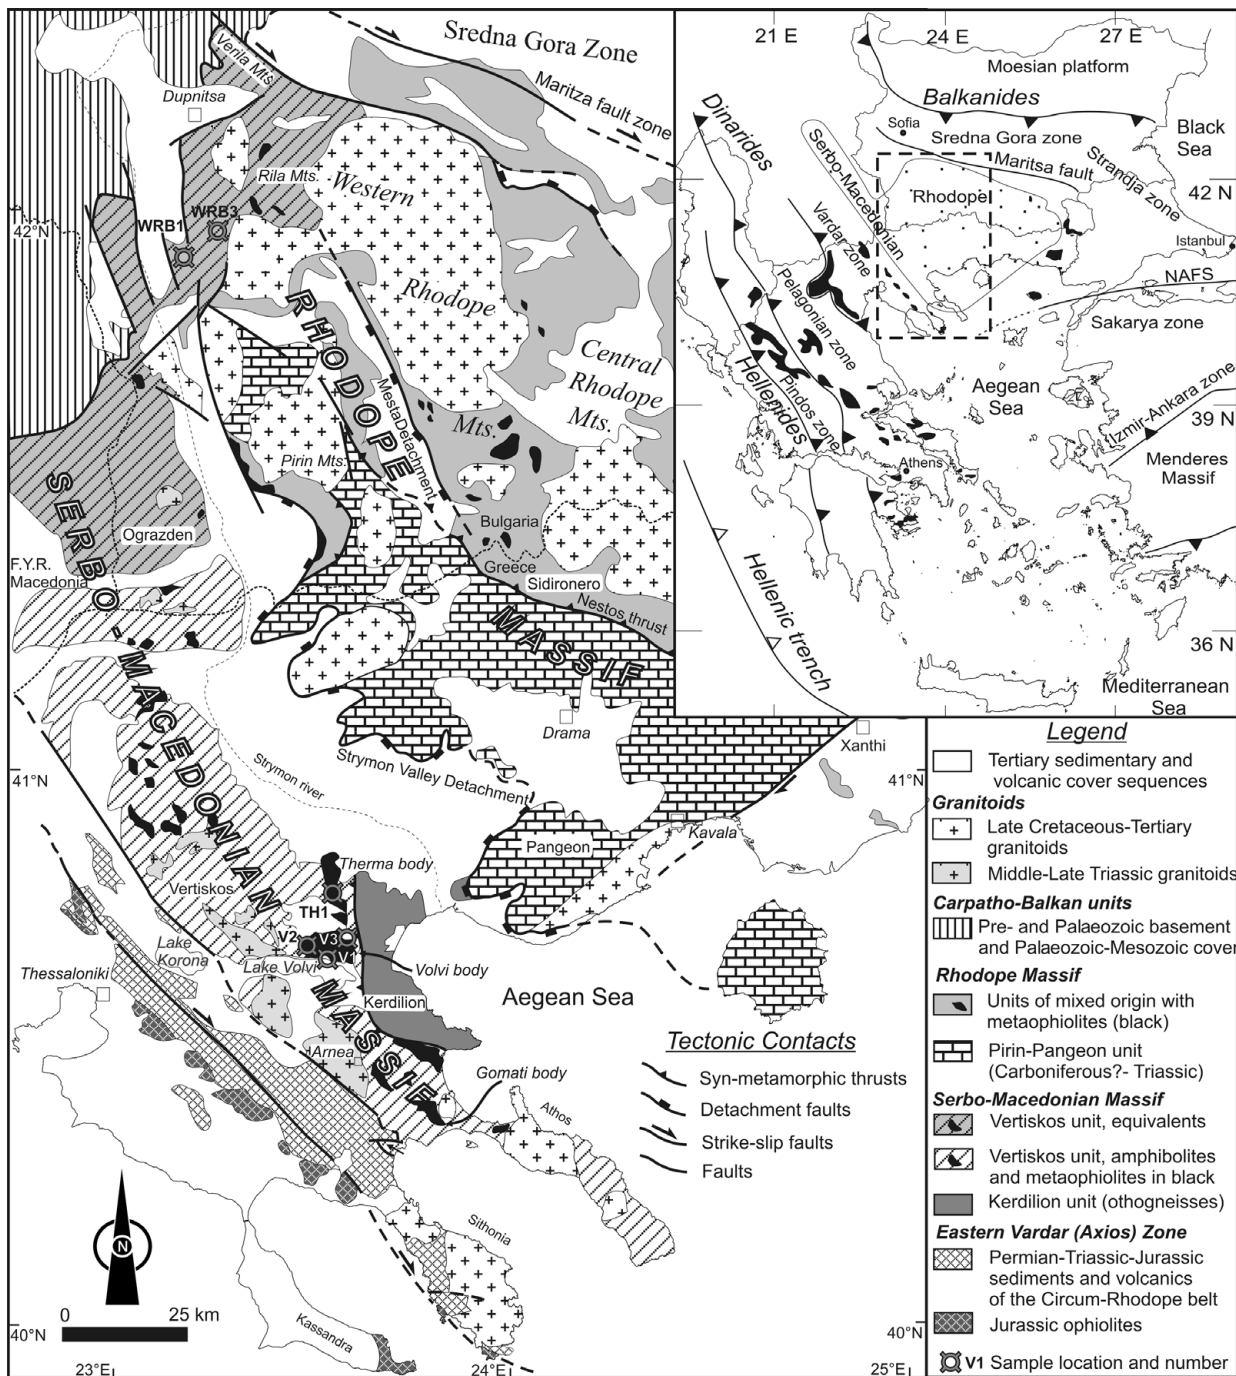 Sredna Gora Zone
Maritza fault zone
Verila Mts.
Dupnitsa
Rila Mts.
Western
Rhodope
Mts.
Central
Rhodope
Mts.
WRB1
WRB3
42°N
RHODOPE
MASSIF
Mesta Detachment
Pirin Mts.
Bulgaria
Greece
Sidironero
Nestos thrust
Ograzden
F.Y.R.
Macedonia
SERBO-MACEDONIAN
MASSIF
Drama
Xanthi
41°N
41°N
Strymon river
Strymon Valley Detachment
Pangeon
Kavala
Therma body
Vertiskos
TH1
V2
V3
V1
Lake
Korona
Lake Volvi
Volvi body
Thessaloniki
Kerdilion
Aegean Sea
Arnea
Gomati body
Athos
Sithonia
Kassandra
N
0
25 km
40°N
40°N
23°E
24°E
25°E
Tectonic Contacts
Syn-metamorphic thrusts
Detachment faults
Strike-slip faults
Faults
21 E
24 E
27 E
Moesian platform
Balkanides
Dinarides
Sofia
Sredna Gora zone
Black
Sea
Maritsa fault
Strandja zone
Serbo-Macedonian
Rhodope
42 N
Vardar zone
Istanbul
NAFS
Pelagonian zone
Sakarya zone
Aegean
Sea
Hellenides
Pindos zone
Izmir-Ankara zone
39 N
Athens
Menderes
Massif
Hellenic trench
36 N
Mediterranean
Sea
Legend
Tertiary sedimentary and
volcanic cover sequences
Granitoids
Late Cretaceous-Tertiary
granitoids
Middle-Late Triassic granitoids
Carpatho-Balkan units
Pre- and Palaeozoic basement
and Palaeozoic-Mesozoic cover
Rhodope Massif
Units of mixed origin with
metaophiolites (black)
Pirin-Pangeon unit
(Carboniferous?- Triassic)
Serbo-Macedonian Massif
Vertiskos unit, equivalents
Vertiskos unit, amphibolites
and metaophiolites in black
Kerdilion unit (othogneisses)
Eastern Vardar (Axios) Zone
Permian-Triassic-Jurassic
sediments and volcanics
of the Circum-Rhodope belt
Jurassic ophiolites
V1 Sample location and number